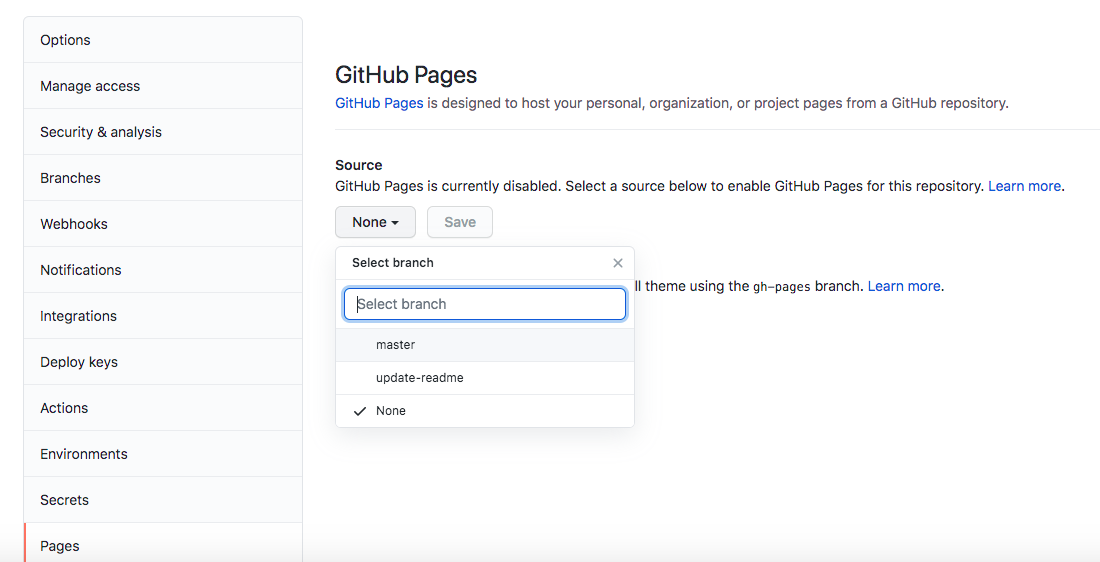 Options
Manage access
Security & analysis
Branches
Webhooks
Notifications
Integrations
Deploy keys
Actions
Environments
Secrets
Pages
GitHub Pages
GitHub Pages is designed to host your personal, organization, or project pages from a GitHub repository.
Source
GitHub Pages is currently disabled. Select a source below to enable GitHub Pages for this repository. Learn more.
None
Save
Select branch
theme using the gh-pages branch. Learn more.
Select branch
master
update-readme
None